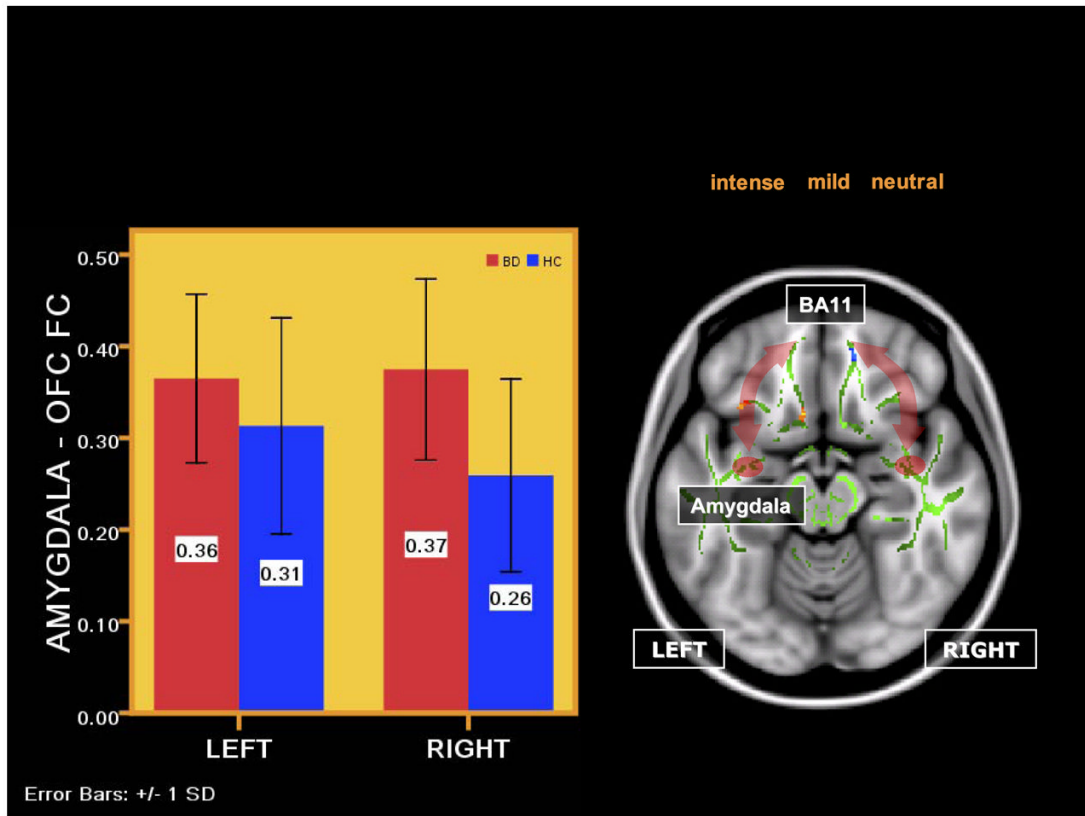 intense mild neutral
AMYGDALA - OFC FC
0.50
0.40
0.30
0.20
0.10
0.00
BD HC
0.36
0.31
0.37
0.26
LEFT RIGHT
Error Bars: +/- 1 SD
BA11
Amygdala
LEFT
RIGHT